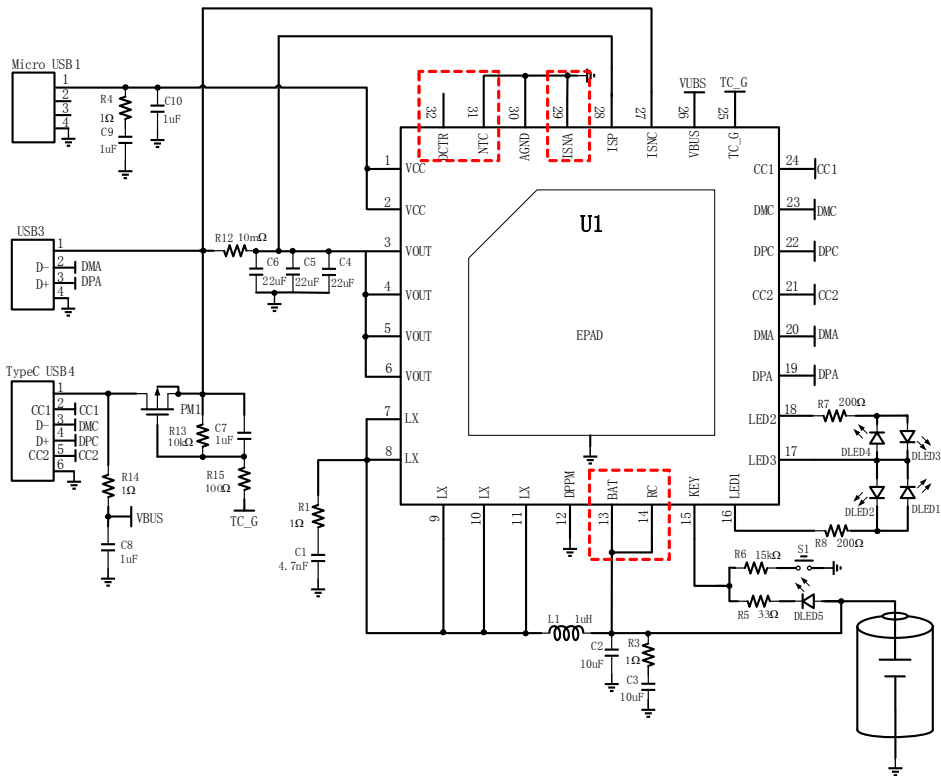 Micro USB1
1
2
3
4
R4
1Ω
C9
1uF
C10
1uF
USB3
1
D- 2 DMA
D+ 3 DPA
4
R12 10mΩ
C6
22uF
C5
22uF
C4
22uF
TypeC USB4
1
CC1 2 CC1
D- 3 DMC
D+ 4 DPC
CC2 5 CC2
6
PM1
R13
10kΩ
C7
1uF
R15
100Ω
TC_G
R14
1Ω
VBUS
C8
1uF
R1
1Ω
C1
4.7nF
U1
EPAD
32 DCTR
31 NTC
30 AGND
29 ISNA
28 ISP
27 ISNC
VUBS
26 VBUS
TC_G
25 TC_G
1 VCC
2 VCC
3 VOUT
4 VOUT
5 VOUT
6 VOUT
7 LX
8 LX
CC1 24 CC1
DMC 23 DMC
DPC 22 DPC
CC2 21 CC2
DMA 20 DMA
DPA 19 DPA
LED2 18
LED3 17
R7 200Ω
DLED4
DLED3
DLED2
DLED1
R8 200Ω
LX 9
LX 10
LX 11
DPPM 12
BAT 13
RC 14
KEY 15
LED1 16
R6 15kΩ
S1
R5 33Ω
DLED5
L1 1uH
C2
10uF
R3
1Ω
C3
10uF